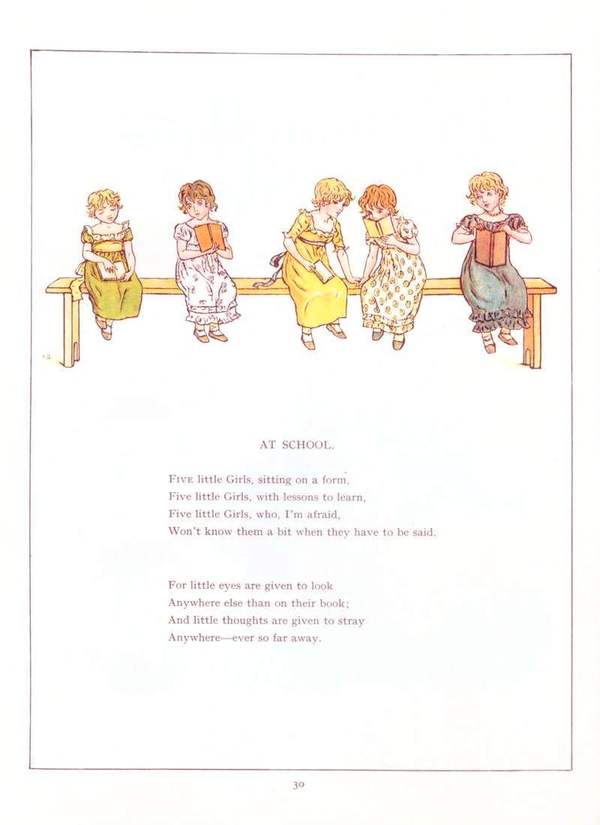 AT SCHOOL.
FIVE little Girls, sitting on a form,
Five little Girls, with lessons to learn,
Five little Girls, who, I'm afraid,
Won't know them a bit when they have to be said.
For little eyes are given to look
Anywhere else than on their book;
And little thoughts are given to stray
Anywhere—ever so far away.
30